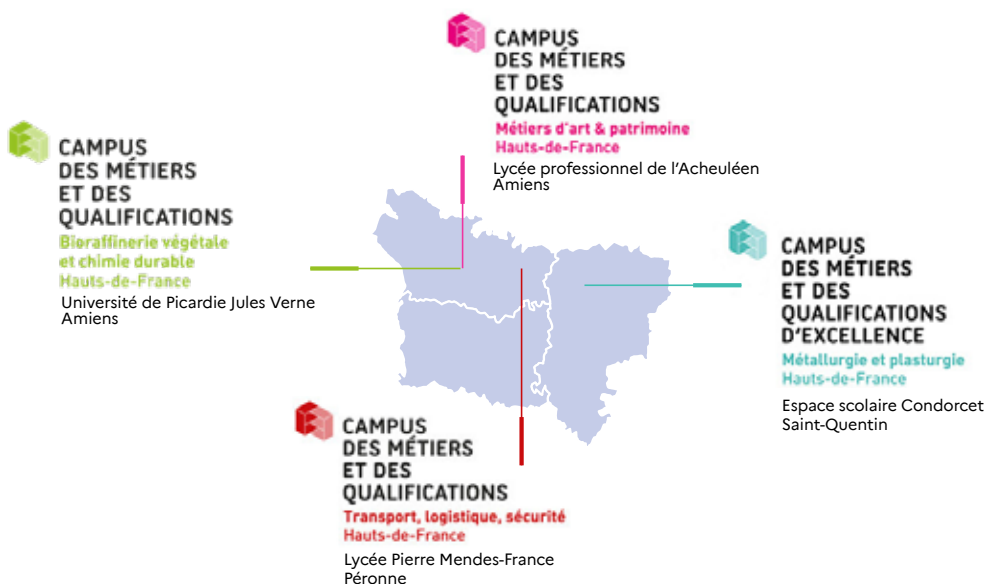 CAMPUS
DES MÉTIERS
ET DES
QUALIFICATIONS
Métiers d'art & patrimoine
Hauts-de-France
Lycée professionnel de l'Acheuléen
Amiens
CAMPUS
DES MÉTIERS
ET DES
QUALIFICATIONS
Bioraffinerie végétale
et chimie durable
Hauts-de-France
Université de Picardie Jules Verne
Amiens
CAMPUS
DES MÉTIERS
ET DES
QUALIFICATIONS
D'EXCELLENCE
Métallurgie et plasturgie
Hauts-de-France
Espace scolaire Condorcet
Saint-Quentin
CAMPUS
DES MÉTIERS
ET DES
QUALIFICATIONS
Transport, logistique, sécurité
Hauts-de-France
Lycée Pierre Mendes-France
Péronne